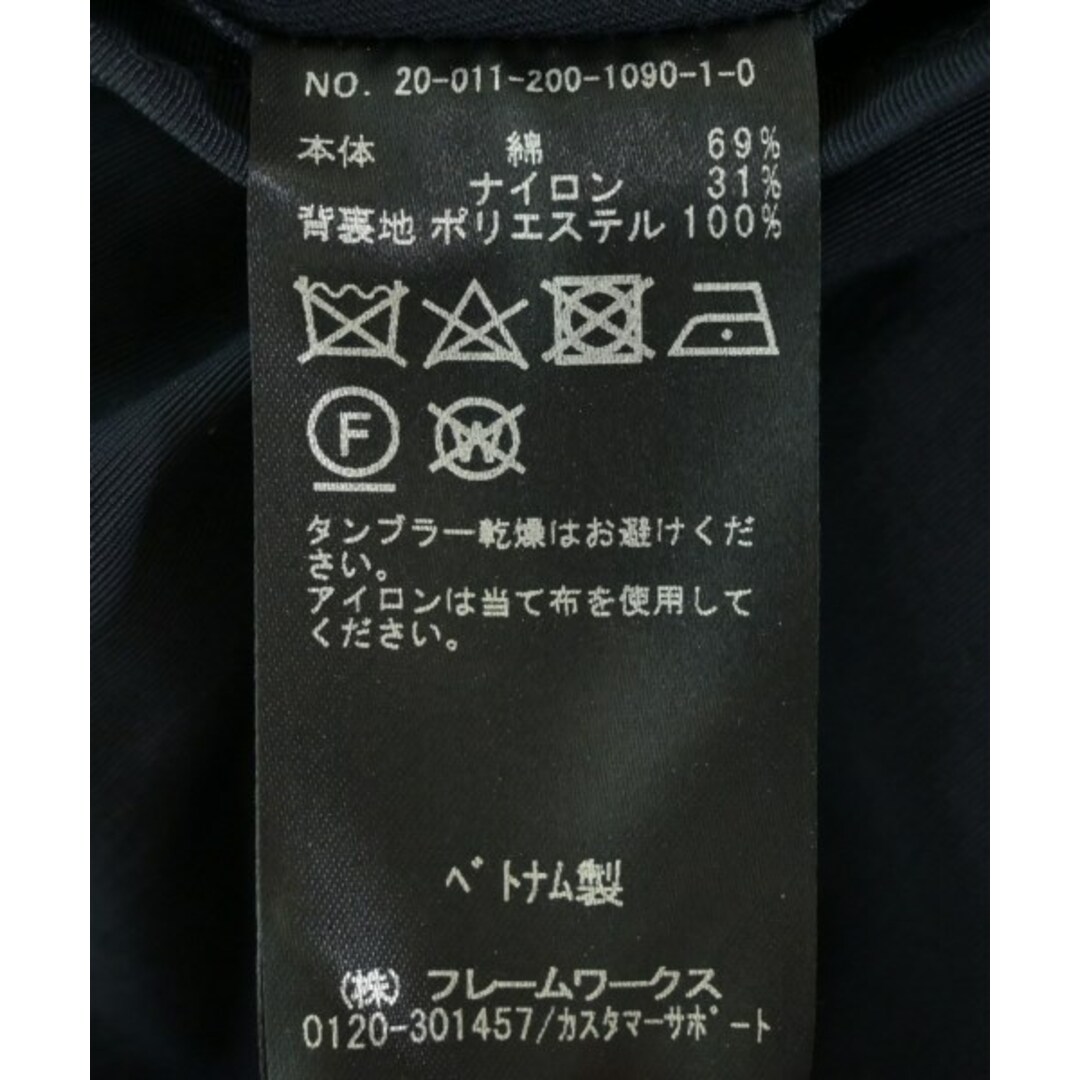 NO. 20-011-200-1090-1-0
本体 綿 69%
ナイロン 31%
背裏地 ポリエステル 100%
F
W
タンブラー乾燥はお避けくだ
さい。
アイロンは当て布を使用して
ください。
ベトナム製
(株) フレームワークス
0120-301457/カスタマーサポート